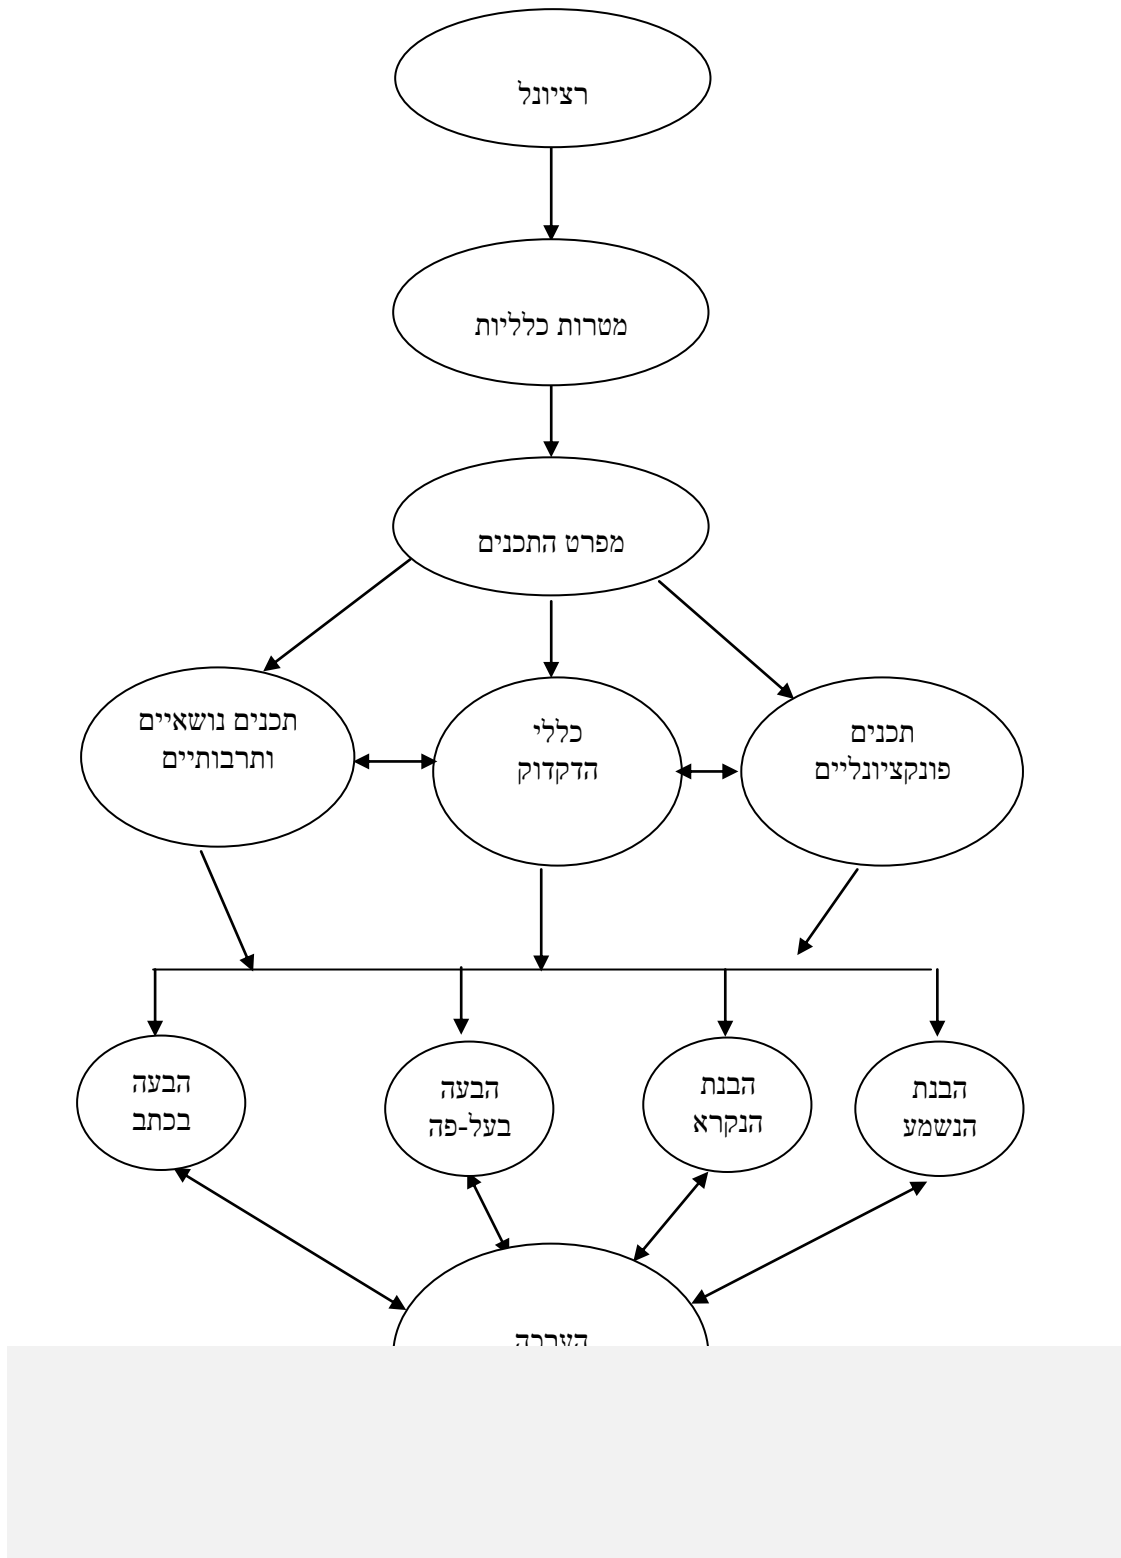 רציונל
מטרות כלליות
מפרט התכנים
תכנים
פונקציונליים
כללי
הדקדוק
תכנים נושאיים
ותרבותיים
הבנת
הנשמע
הבנת
הנקרא
הבעה
בעל-פה
הבעה
בכתב